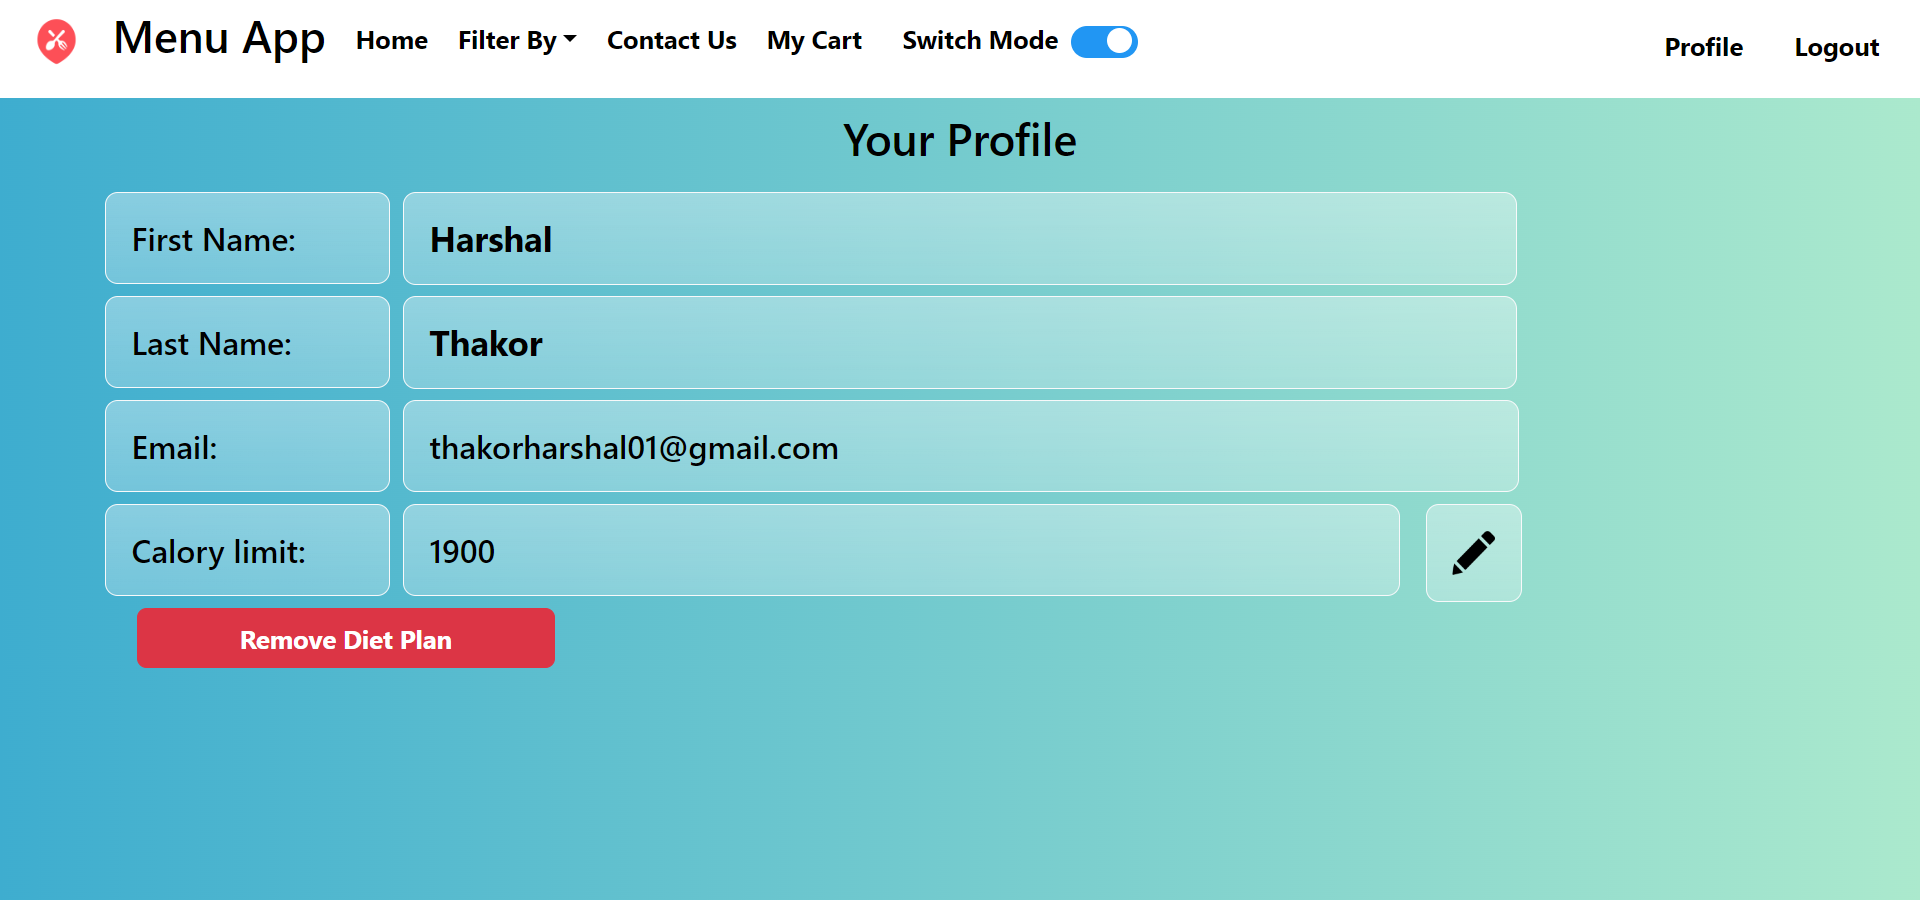 Menu App Home Filter By Contact Us My Cart Switch Mode Profile Logout
Your Profile
First Name: Harshal
Last Name: Thakor
Email: thakorharshal01@gmail.com
Calory limit: 1900
Remove Diet Plan